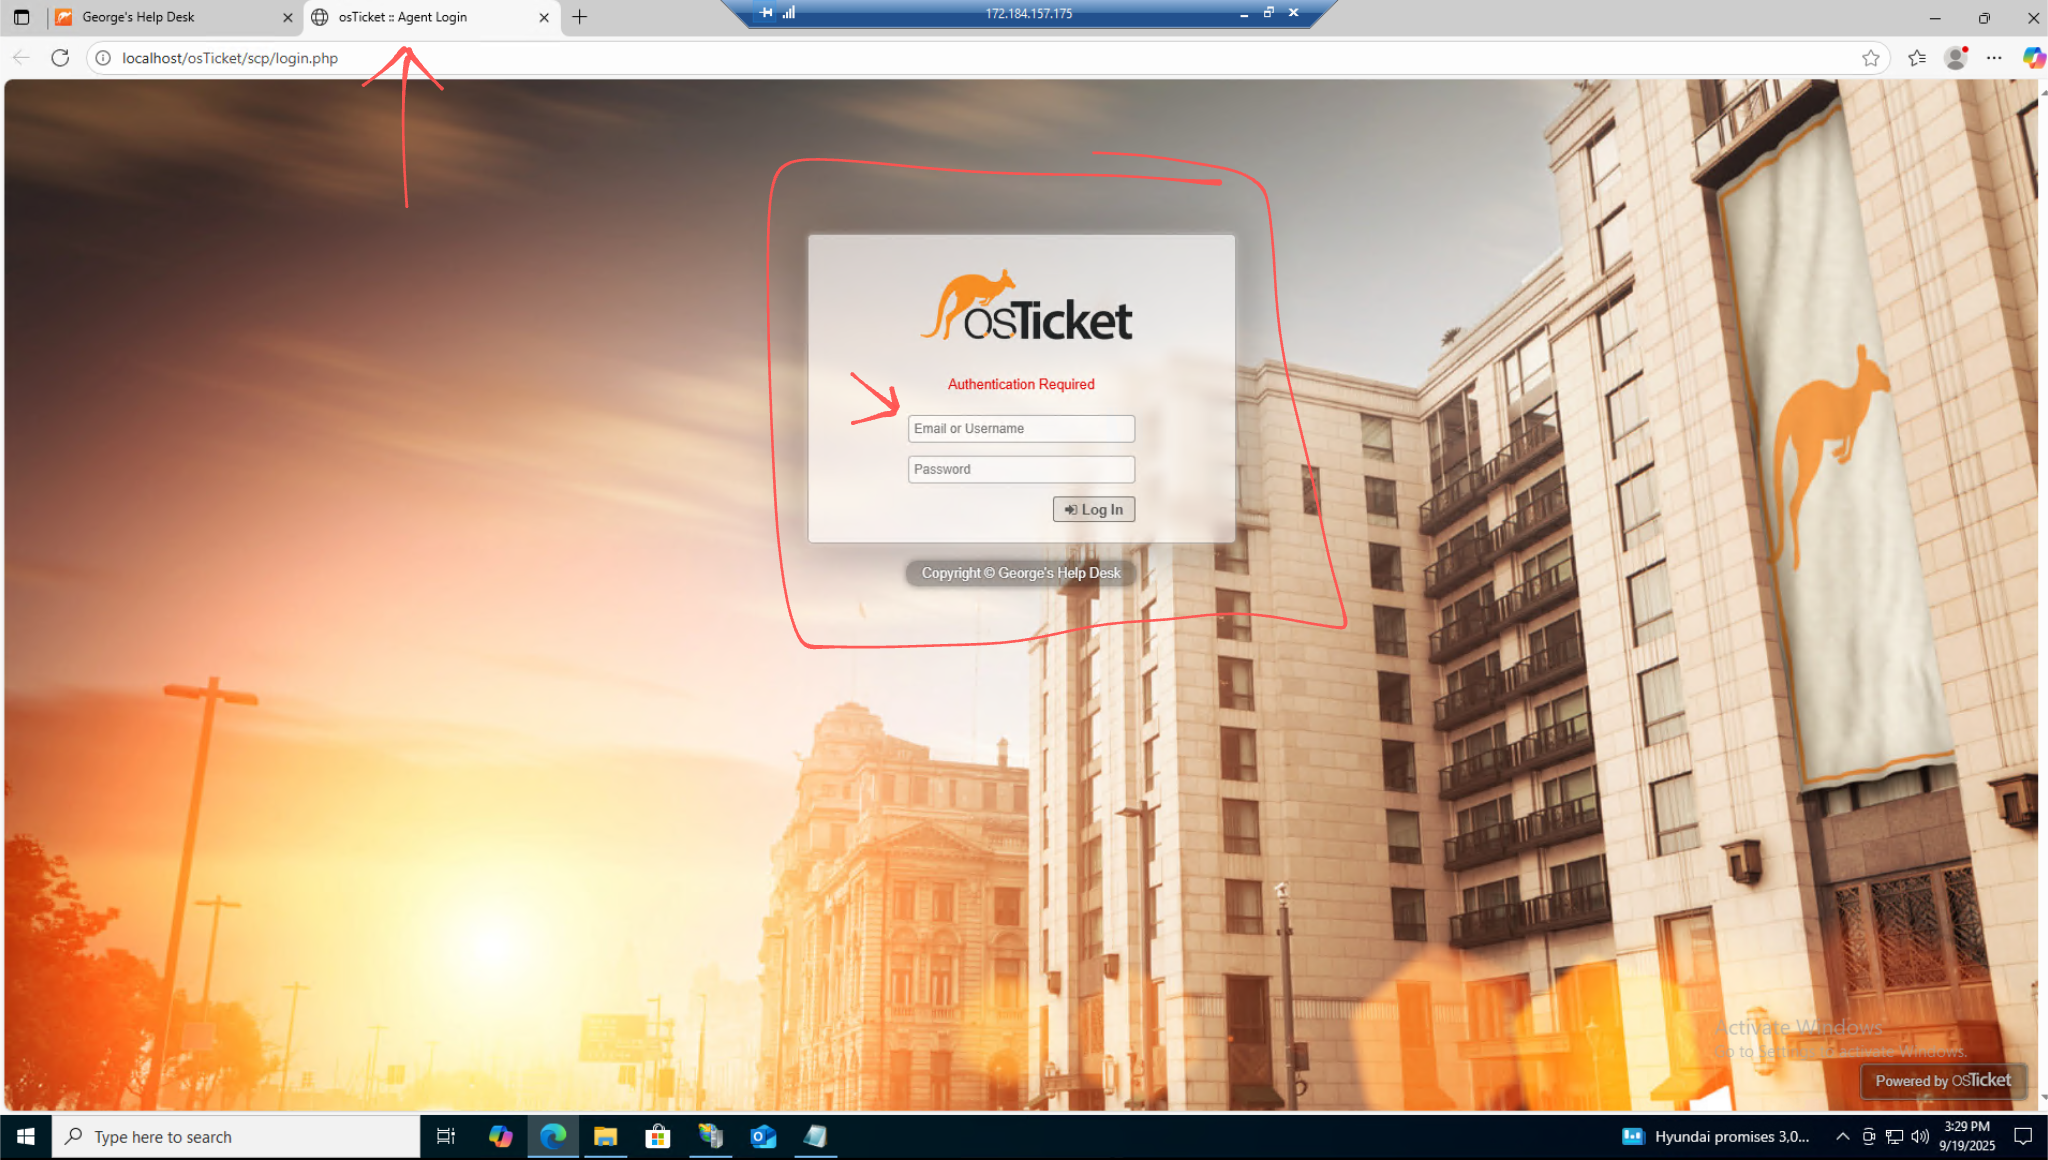 George's Help Desk
osTicket :: Agent Login
172.184.157.175
localhost/osTicket/scp/login.php
osTicket
Authentication Required
Email or Username
Password
Log In
Copyright © George's Help Desk
Activate Windows
Go to Settings to activate Windows.
Powered by osTicket
Type here to search
Hyundai promises 3,0...
3:29 PM
9/19/2025